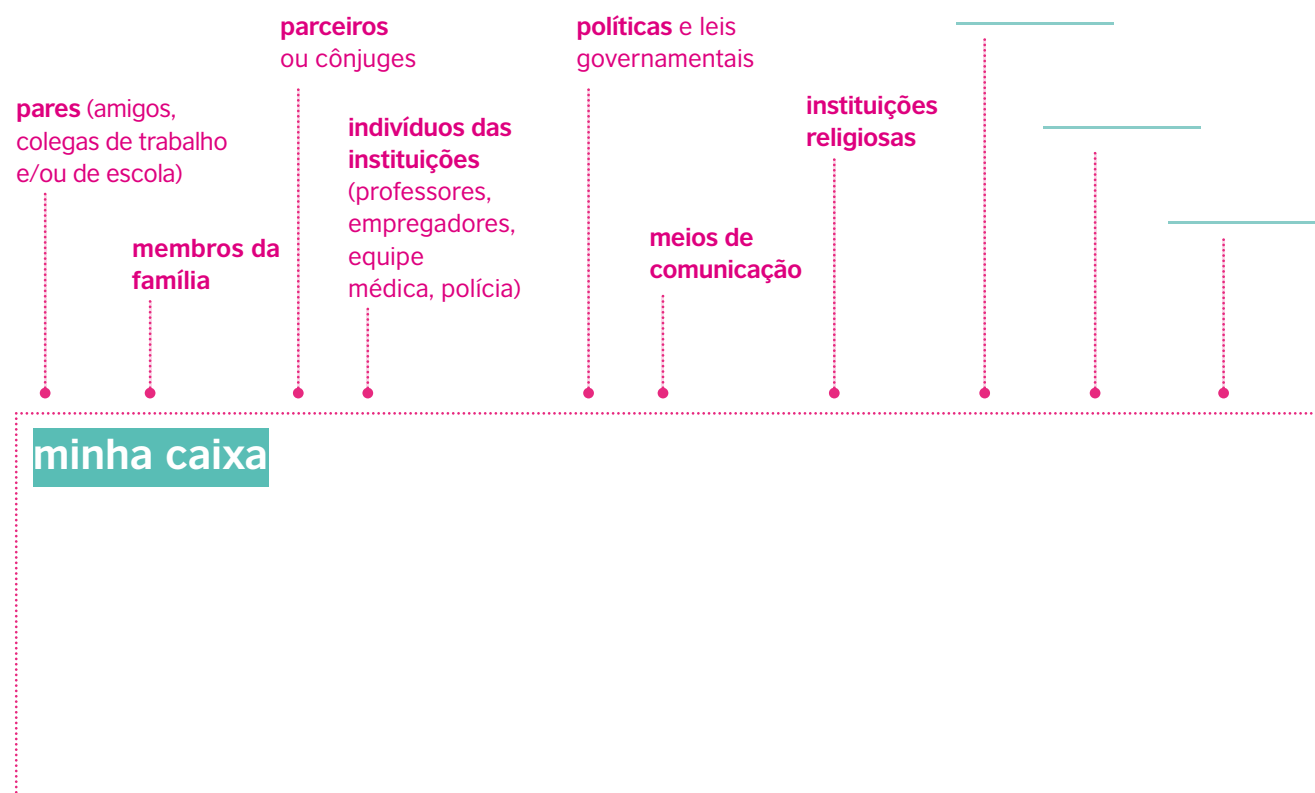 pares (amigos,
colegas de trabalho
e/ou de escola)
membros da
família
parceiros
ou cônjuges
indivíduos das
instituições
(professores,
empregadores,
equipe
médica, polícia)
políticas e leis
governamentais
meios de
comunicação
instituições
religiosas
minha caixa